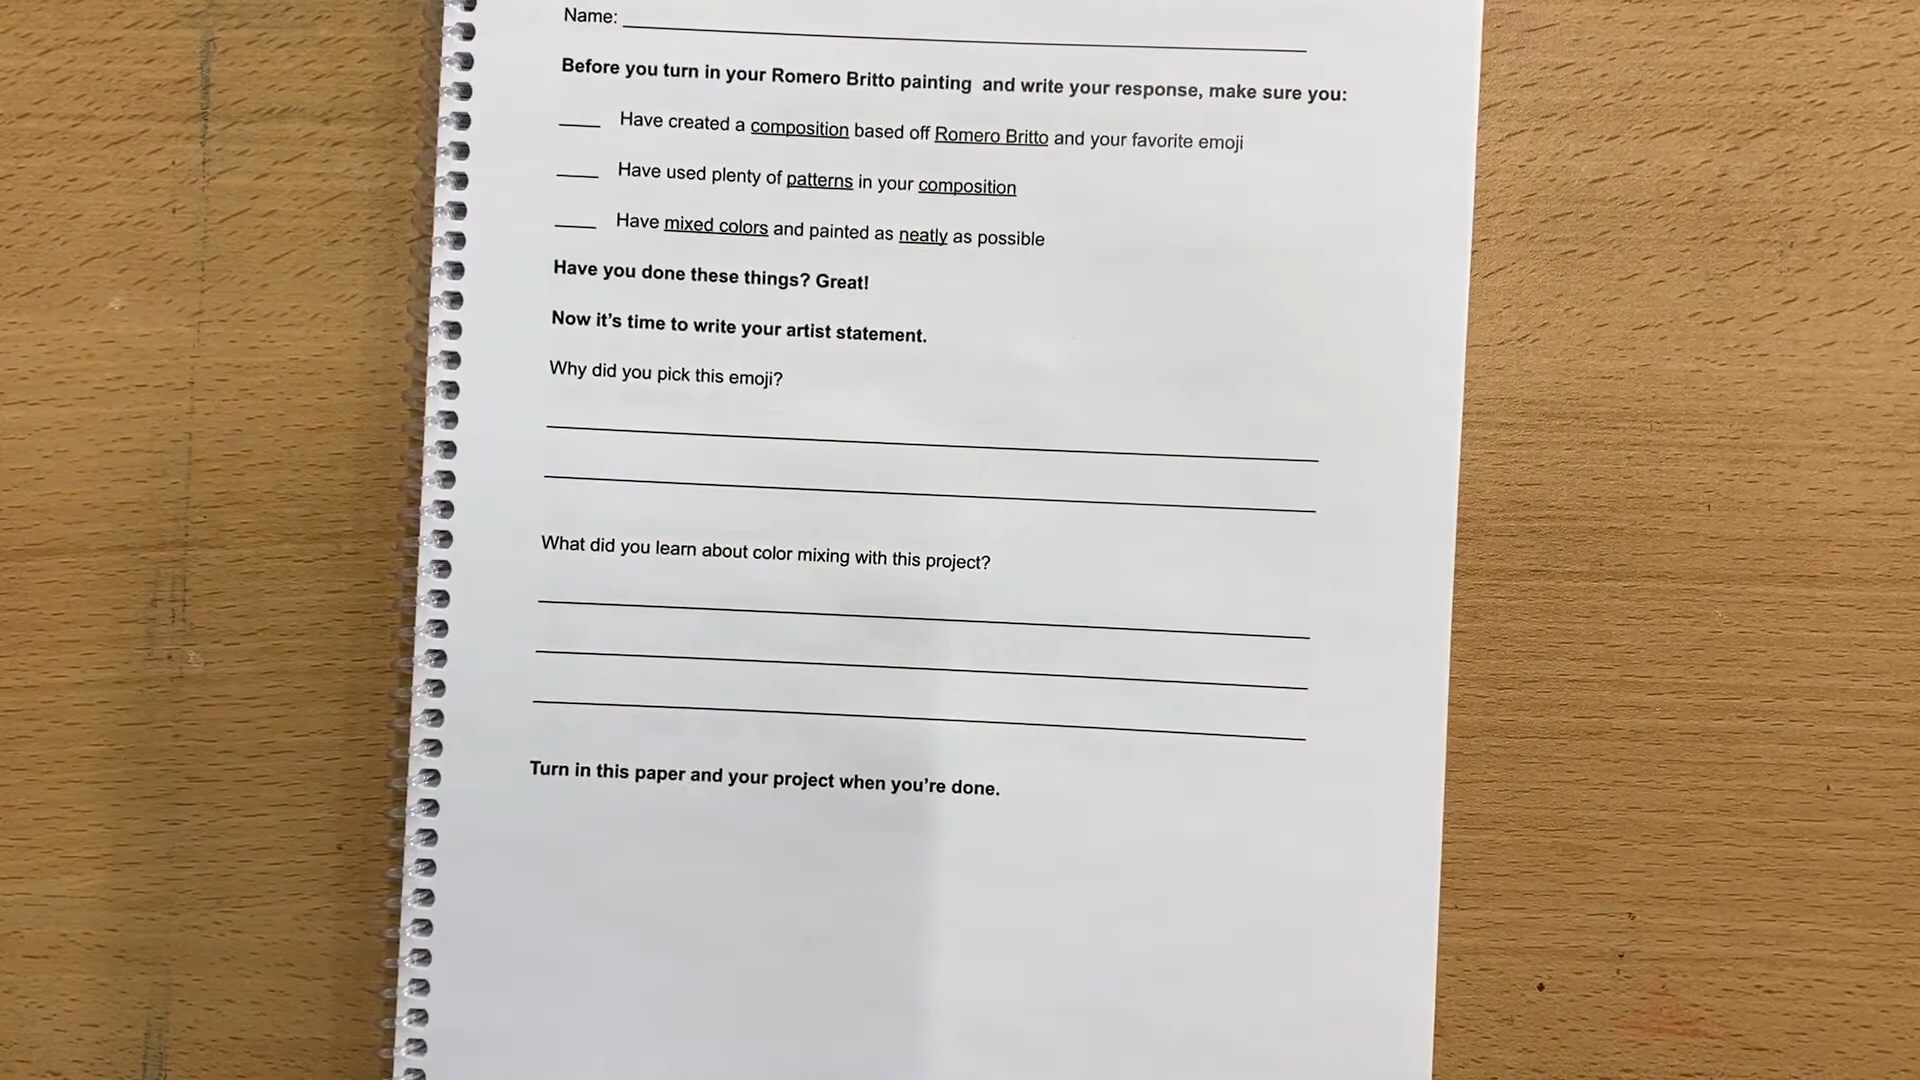 Name:
Before you turn in your Romero Britto painting and write your response, make sure you:
Have created a composition based off Romero Britto and your favorite emoji
Have used plenty of patterns in your composition
Have mixed colors and painted as neatly as possible
Have you done these things? Great!
Now it’s time to write your artist statement.
Why did you pick this emoji?
What did you learn about color mixing with this project?
Turn in this paper and your project when you’re done.